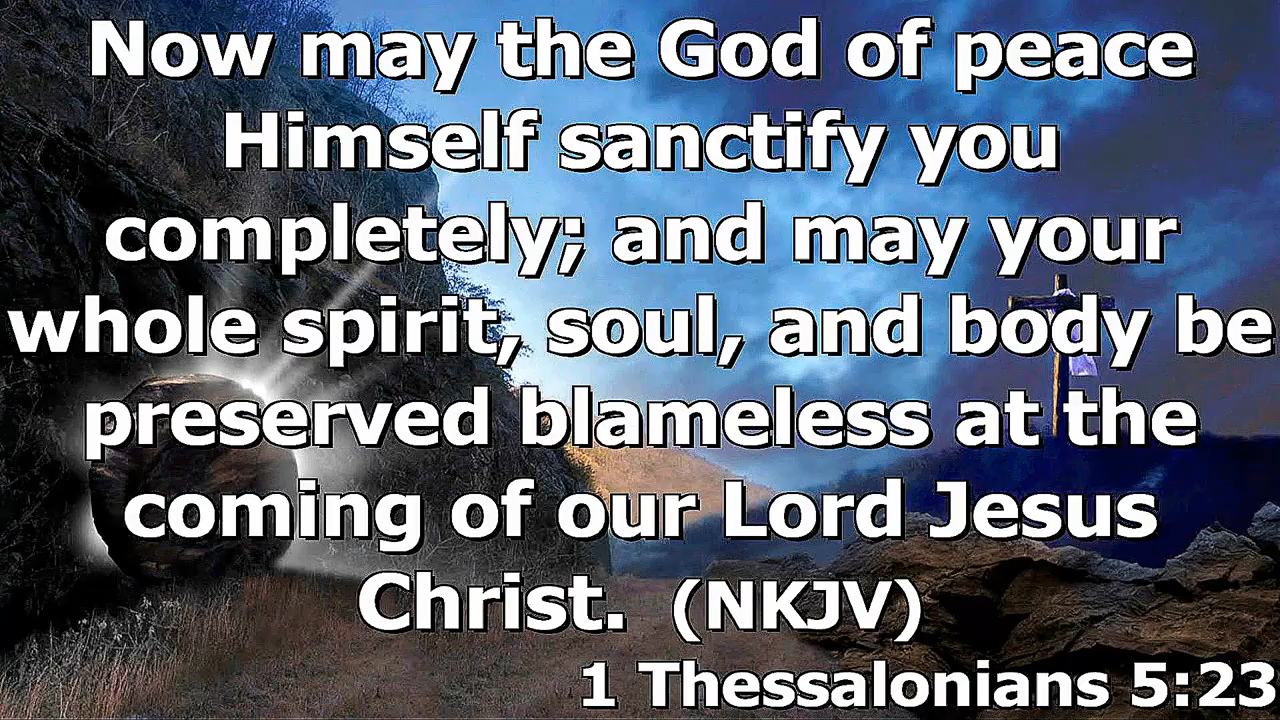 Now may the God of peace
Himself sanctify you
completely; and may your
whole spirit, soul, and body be
preserved blameless at the
coming of our Lord Jesus
Christ. (NKJV)
1 Thessalonians 5:23